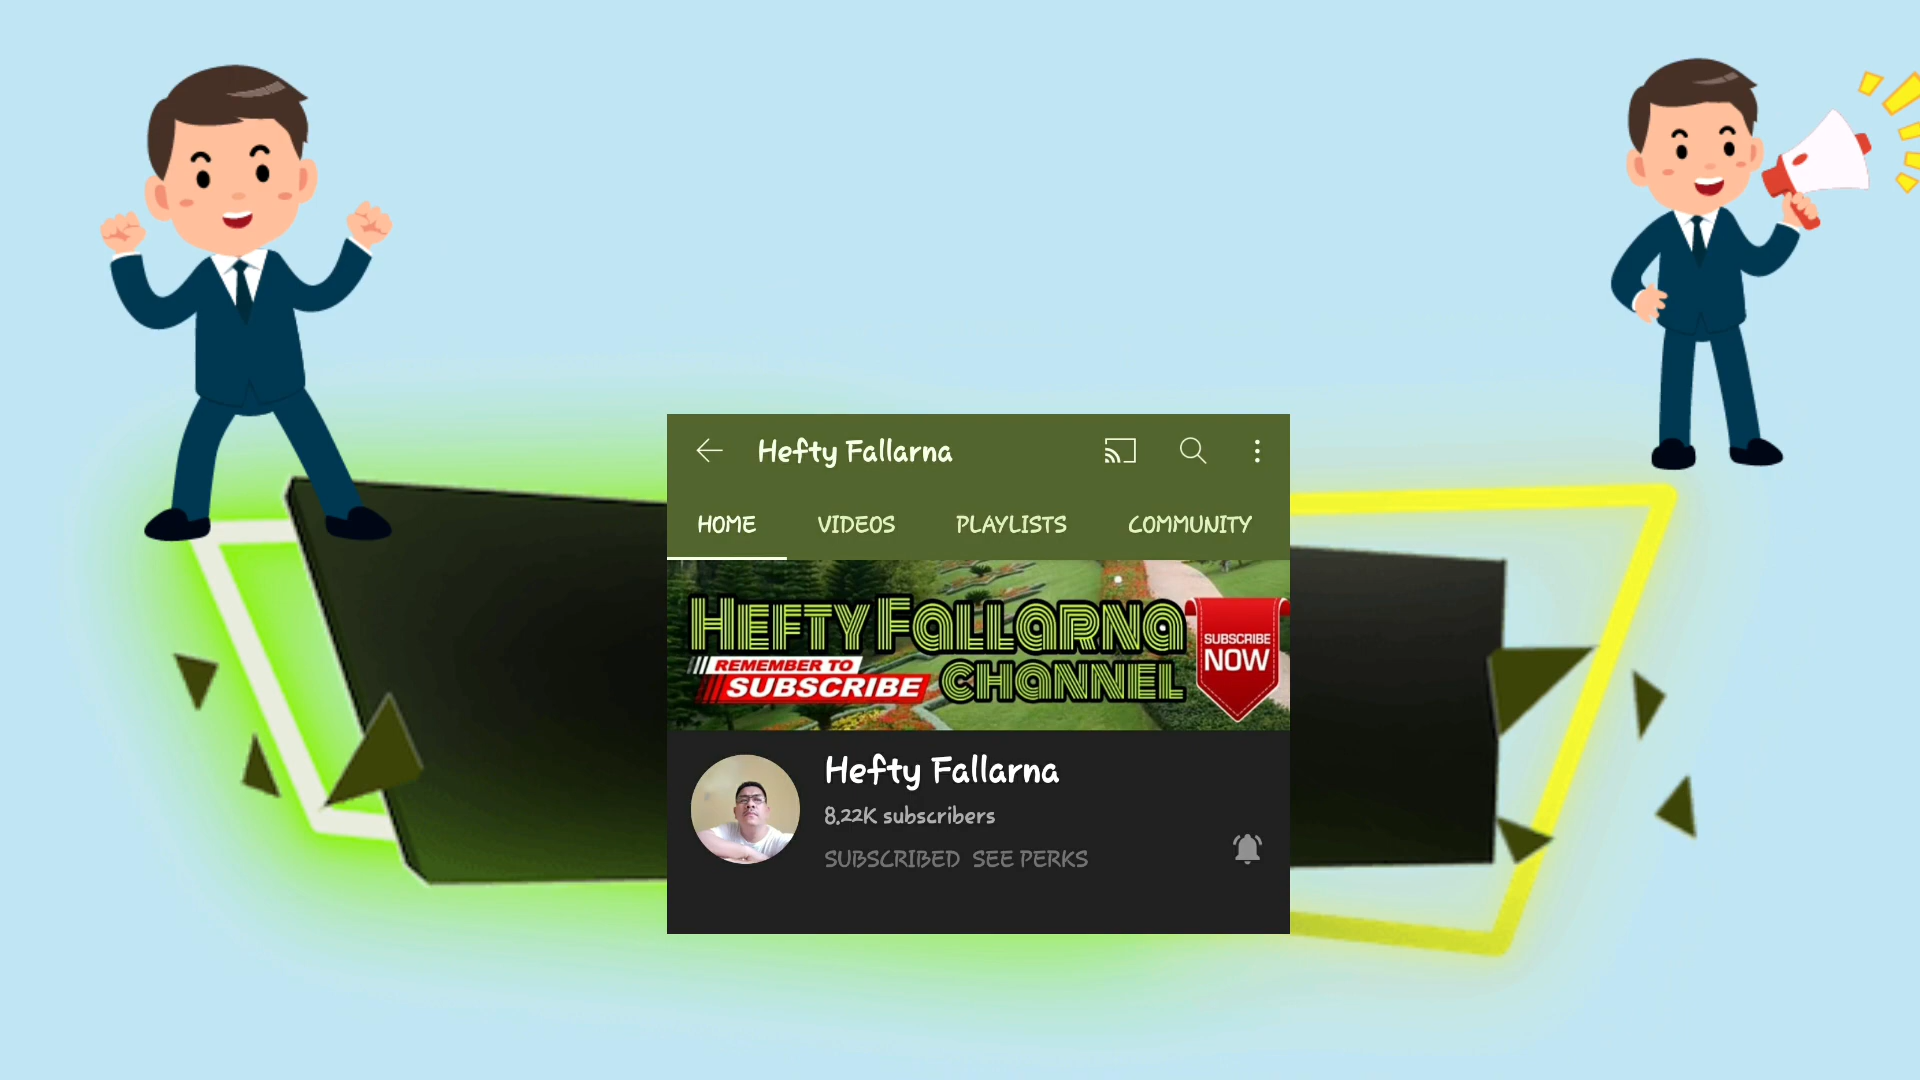 Hefty Fallarna
HOME VIDEOS PLAYLISTS COMMUNITY
HEFTY FALLARNA
CHANNEL
REMEMBER TO
SUBSCRIBE
SUBSCRIBE
NOW
Hefty Fallarna
8.22K subscribers
SUBSCRIBED SEE PERKS